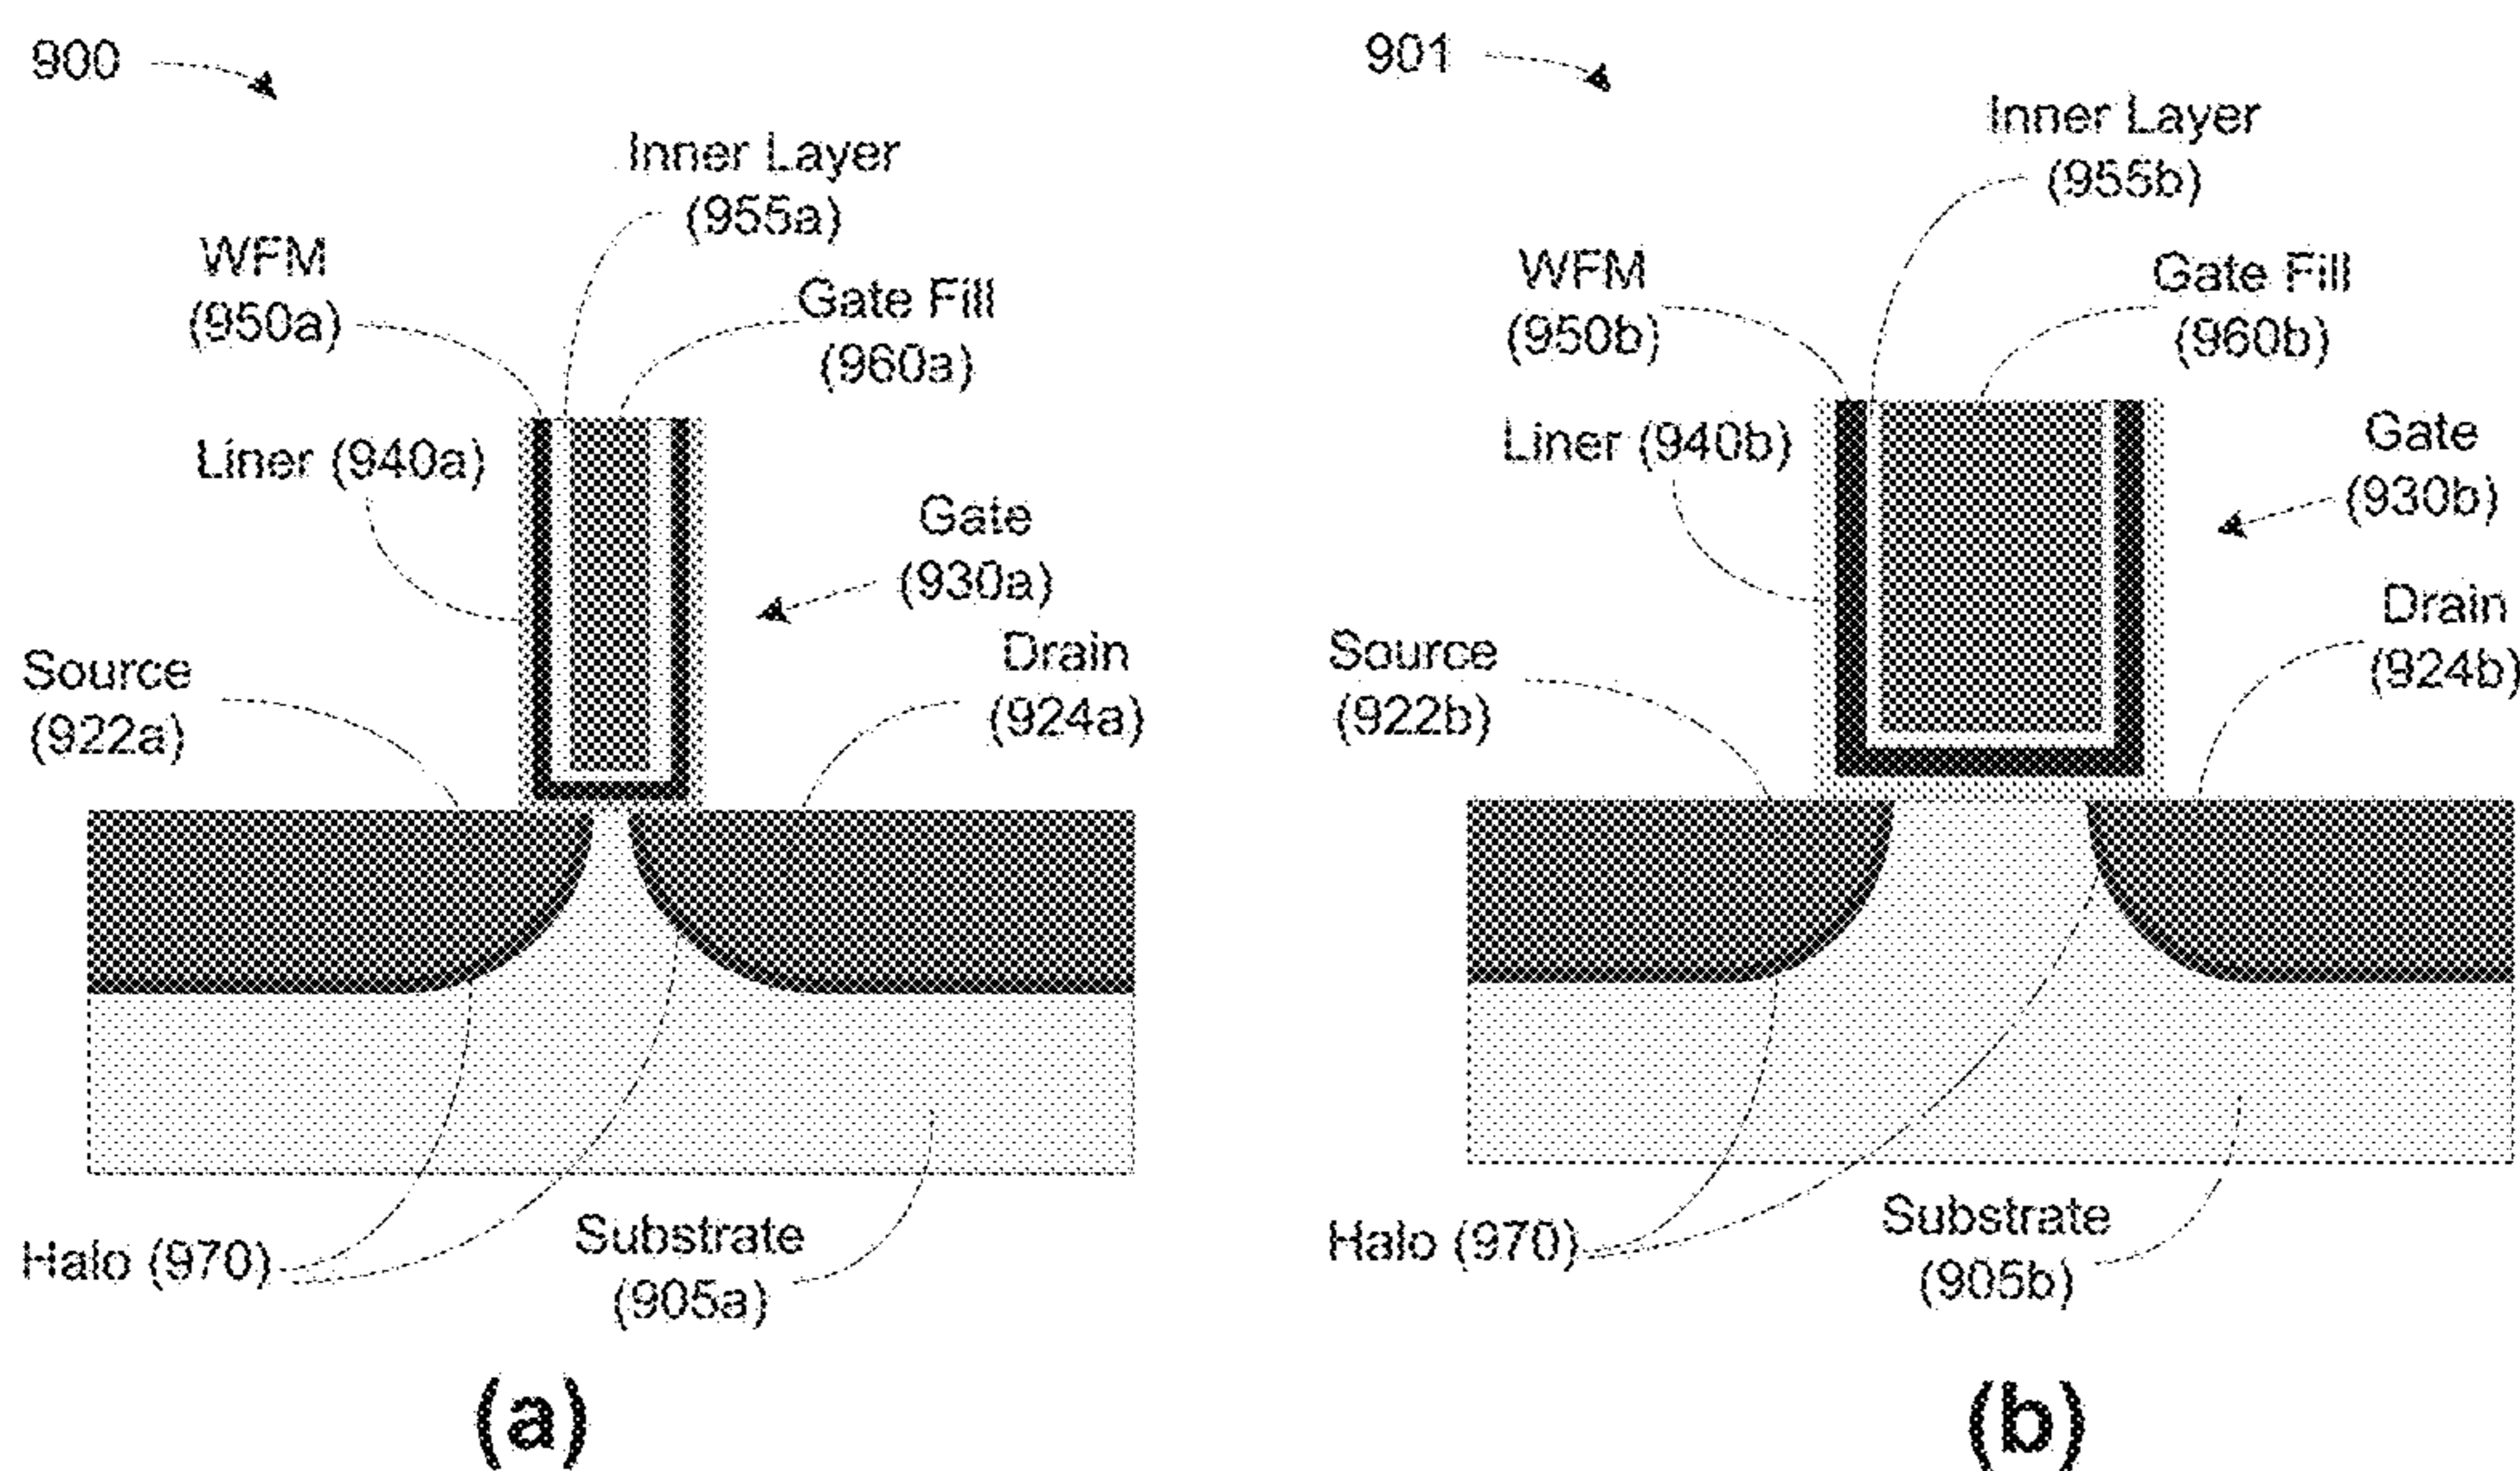 900
Inner Layer
(955a)
WFM
(950a)
Gate Fill
(960a)
Liner (940a)
Gate
(930a)
Source
(922a)
Drain
(924a)
Halo (970)
Substrate
(905a)
(a)
901
Inner Layer
(955b)
WFM
(950b)
Gate Fill
(960b)
Liner (940b)
Gate
(930b)
Source
(922b)
Drain
(924b)
Halo (970)
Substrate
(905b)
(b)